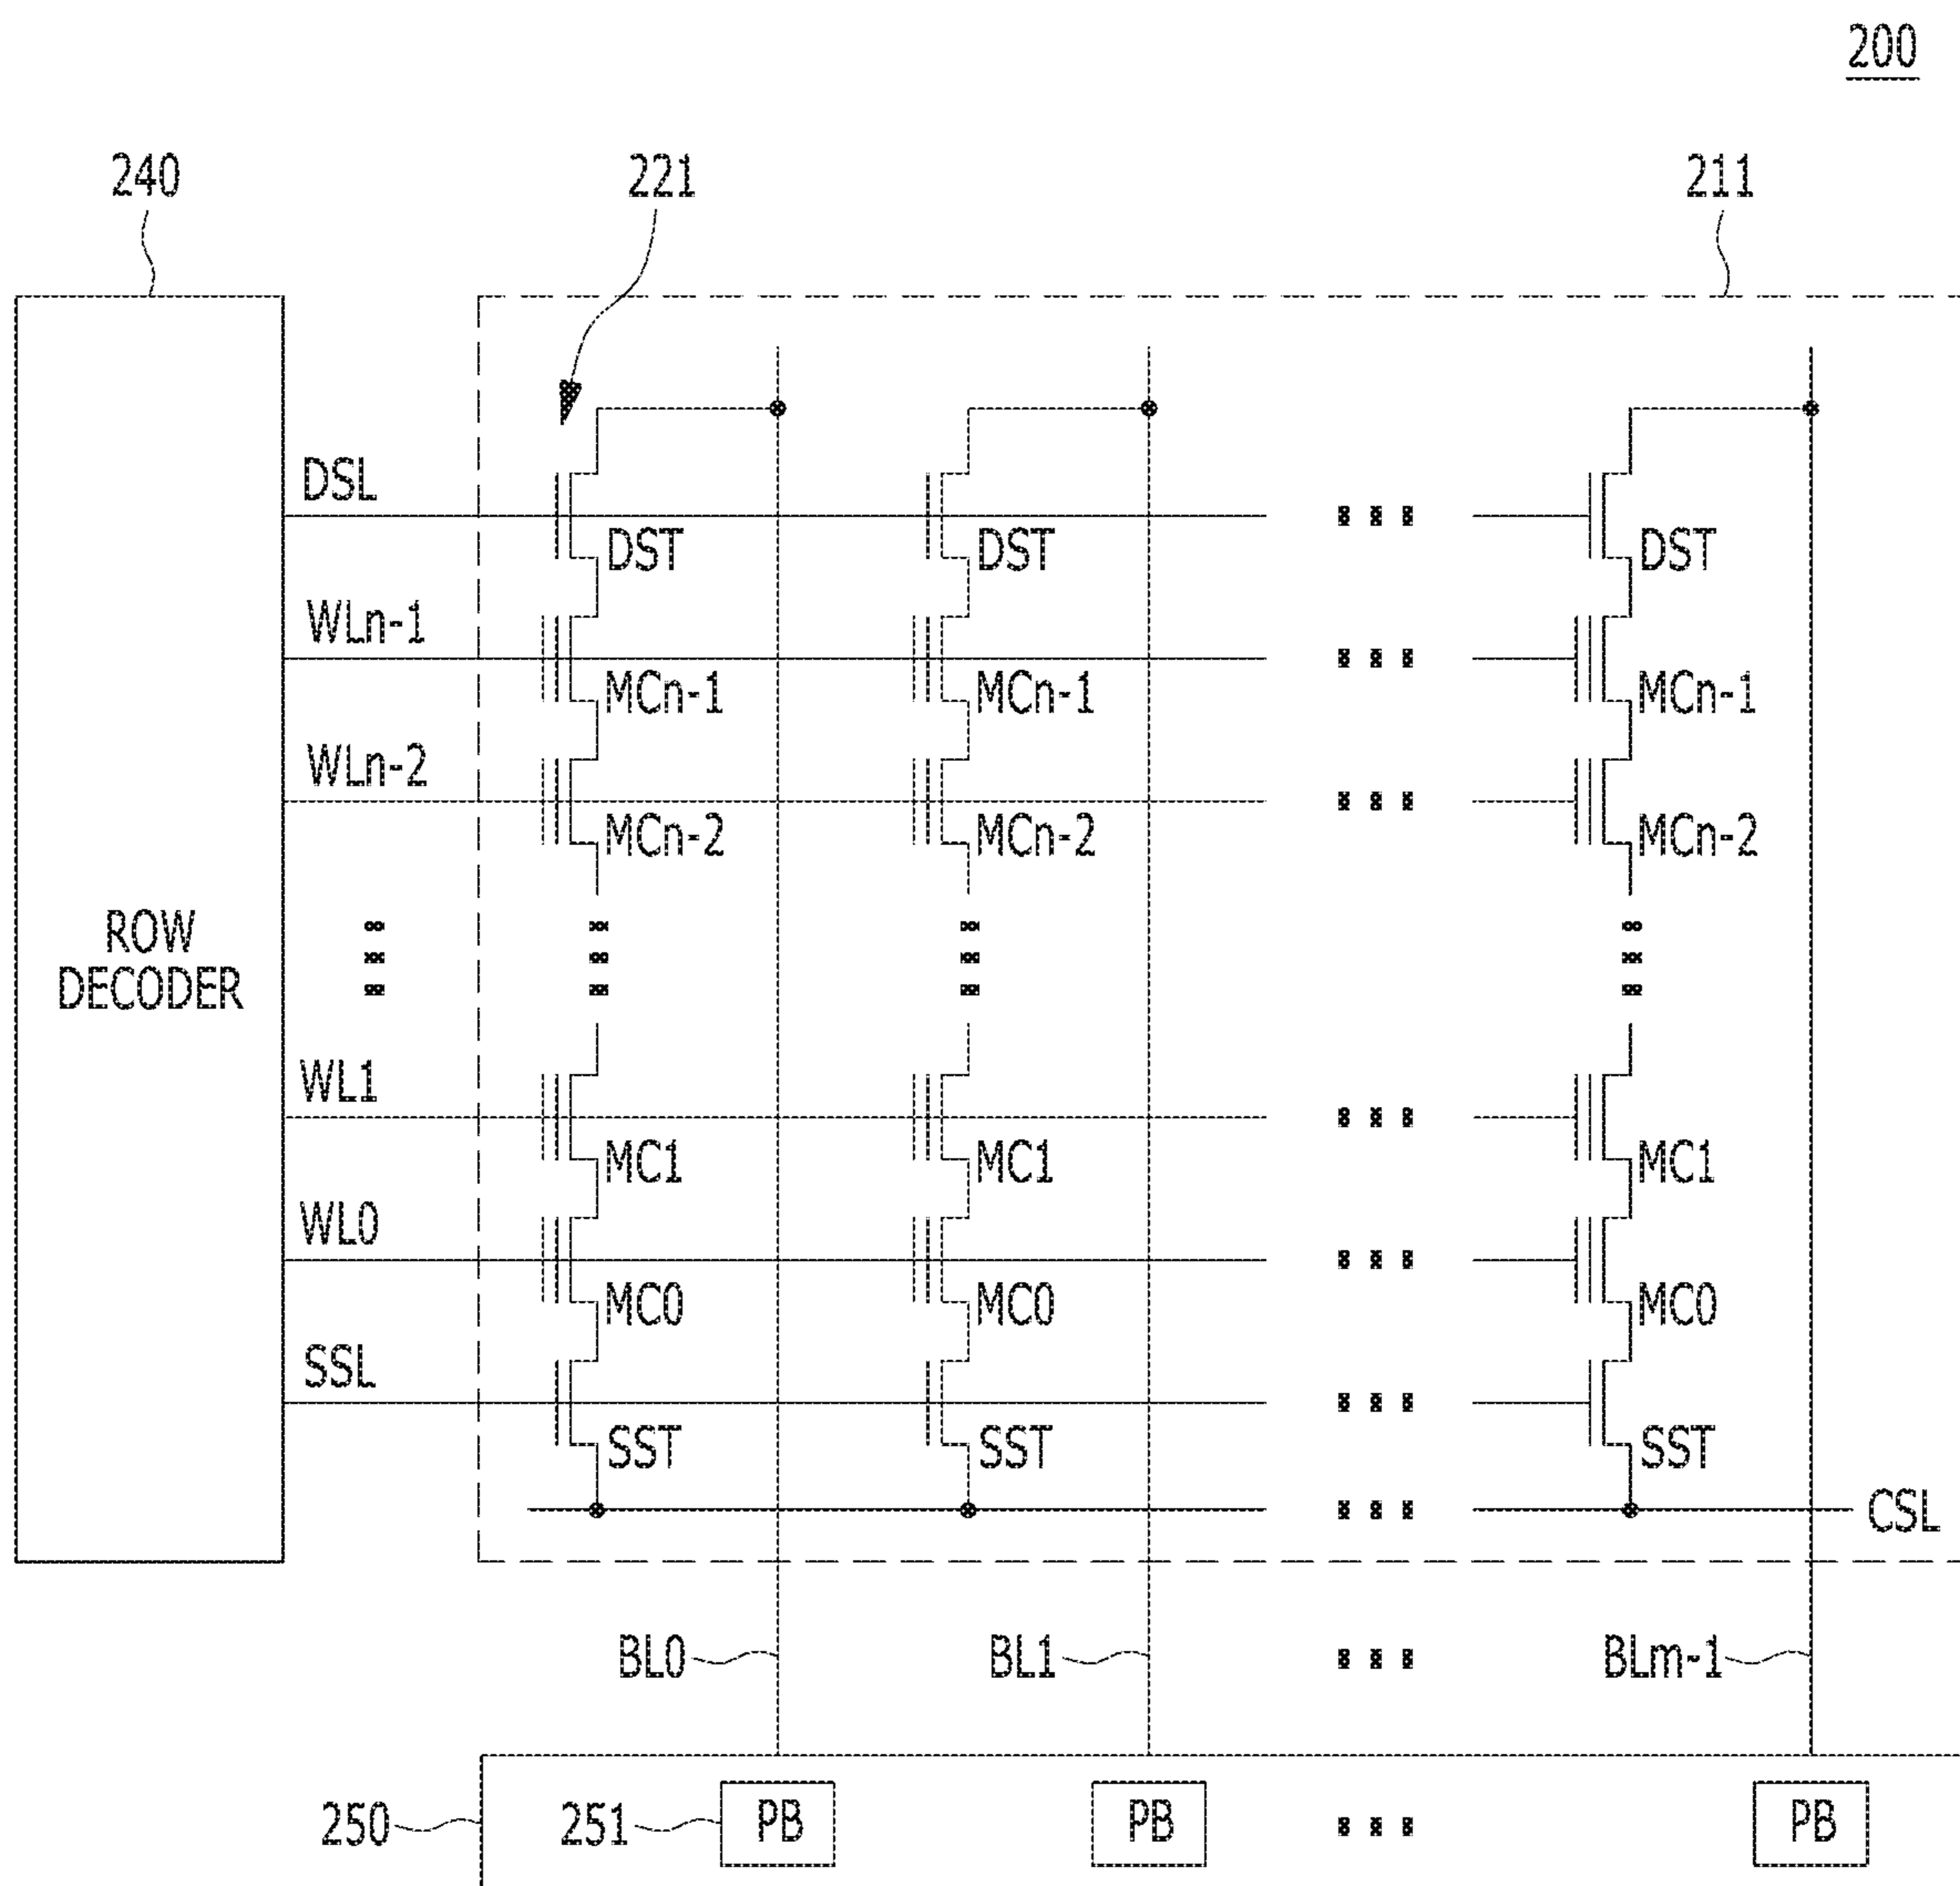 200
240
221
211
DSL
DST DST DST
WLn-1
MCn-1 MCn-1 MCn-1
WLn-2
MCn-2 MCn-2 MCn-2
ROW
DECODER
WL1
MC1 MC1 MC1
WL0
MC0 MC0 MC0
SSL
SST SST SST
CSL
BL0 BL1 BLm-1
250 251 PB PB PB